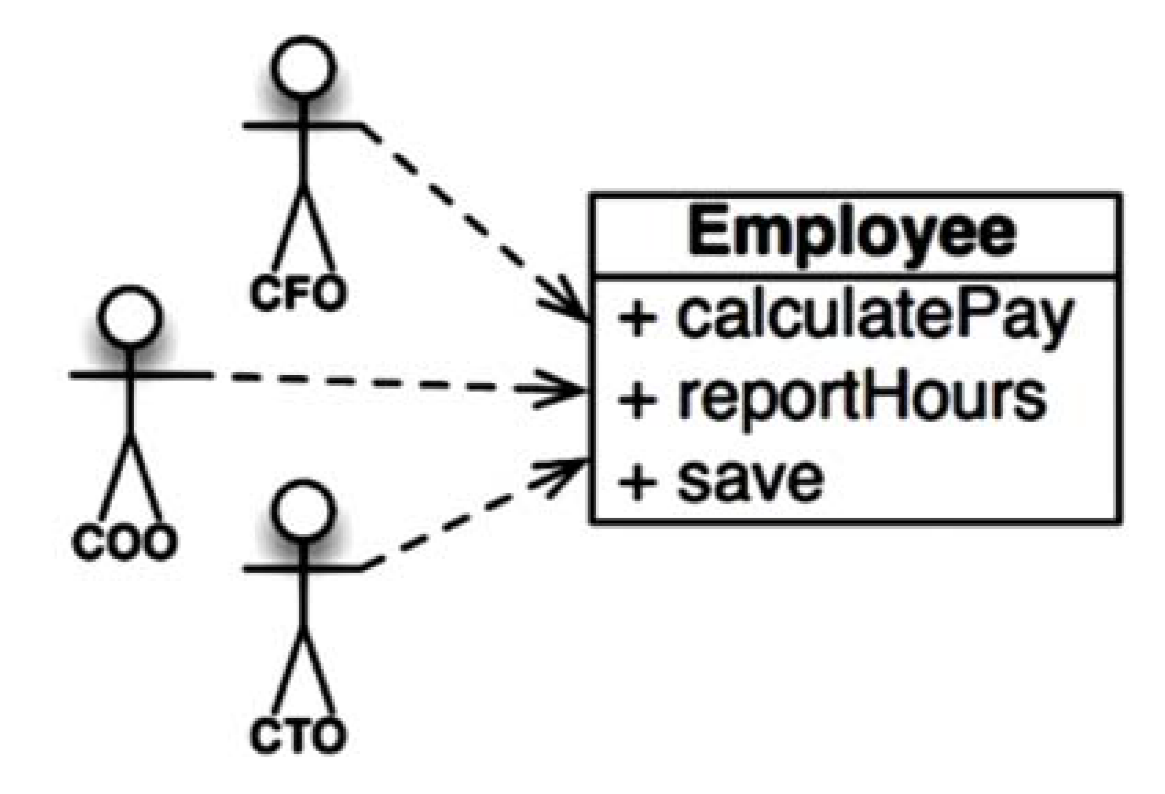 CFO
COO
CTO
Employee
+ calculatePay
+ reportHours
+ save